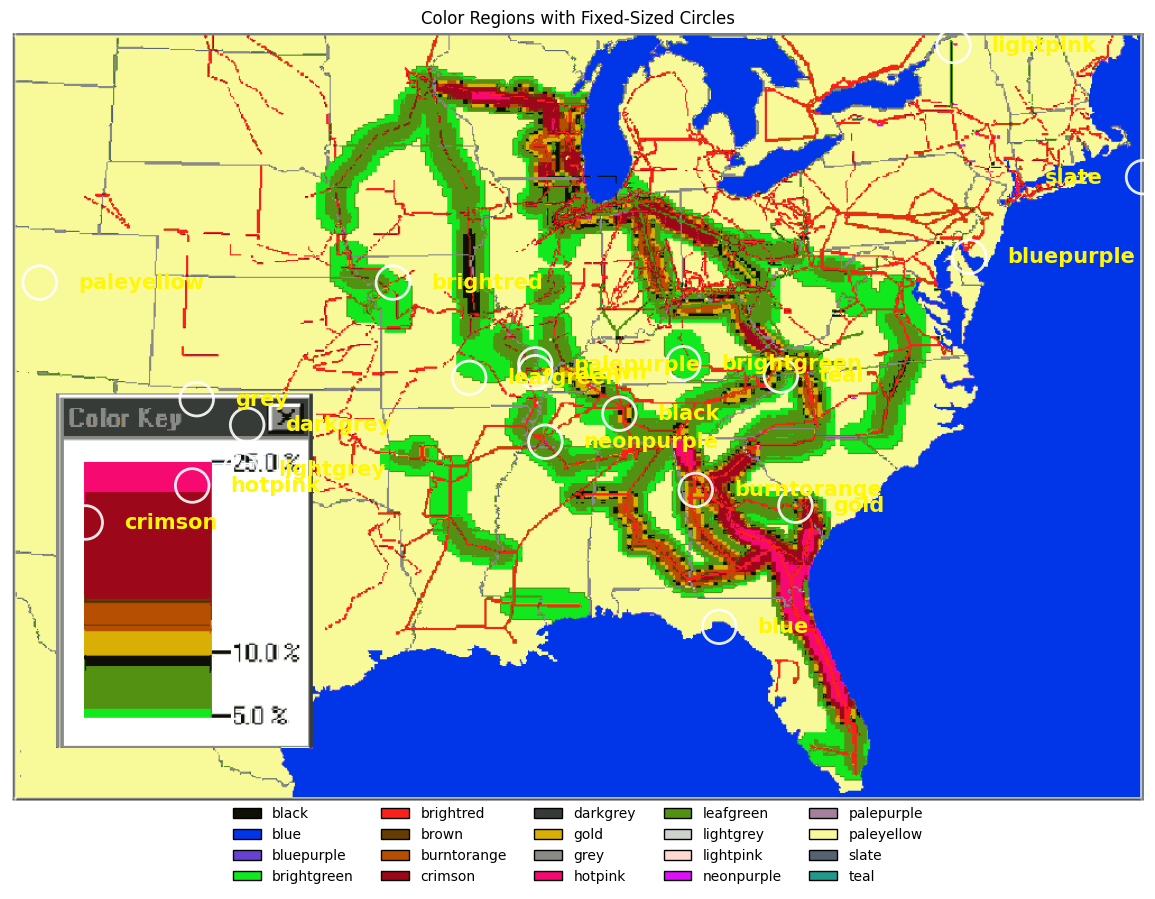 Color Regions with Fixed-Sized Circles
lightpink
slate
bluepurple
paleyellow
brightred
palepurple
brightgreen
leafgreen
teal
grey
black
Color Key
darkgrey
neonpurple
25.0 %
lightgrey
hotpink
burntorange
gold
crimson
blue
10.0 %
5.0 %
black
brightred
darkgrey
leafgreen
palepurple
blue
brown
gold
lightgrey
paleyellow
bluepurple
burntorange
grey
lightpink
slate
brightgreen
crimson
hotpink
neonpurple
teal